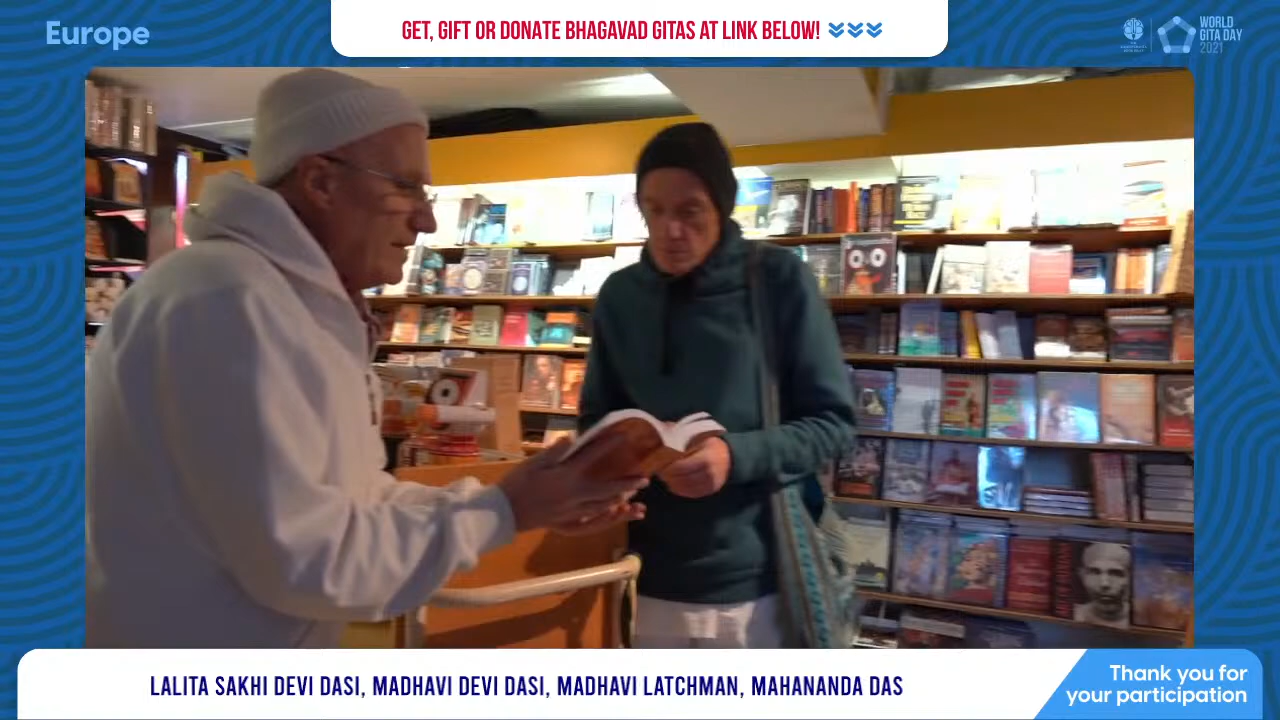 Europe
GET, GIFT OR DONATE BHAGAVAD GITAS AT LINK BELOW!
WORLD
GITA DAY
2021
LALITA SAKHI DEVI DASI, MADHAVI DEVI DASI, MADHAVI LATCHMAN, MAHANANDA DAS
Thank you for
your participation